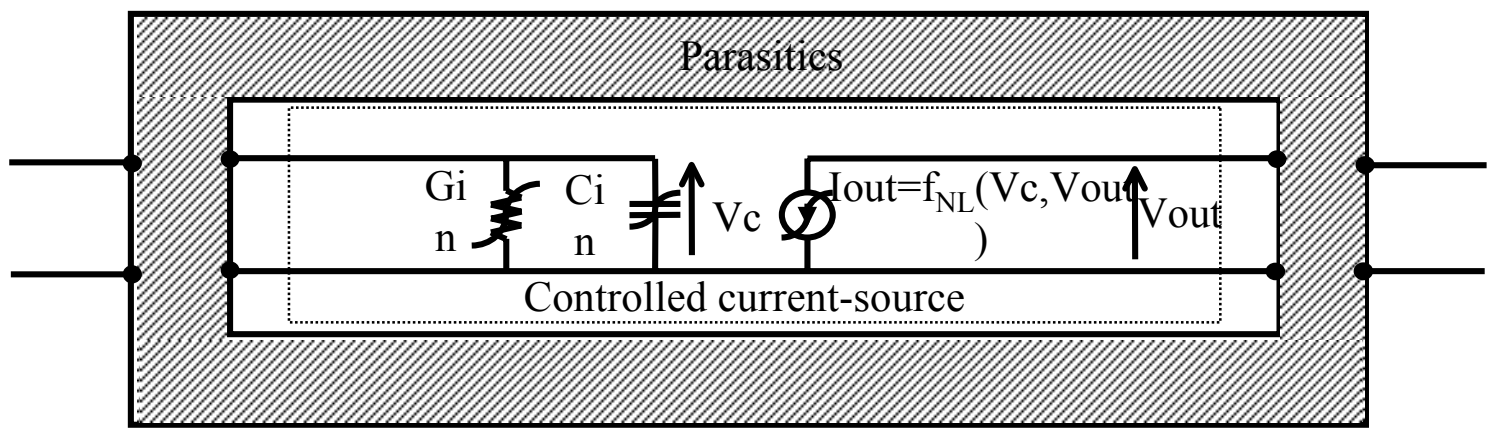 Parasitics
Gi
n
Ci
n
Vc
Iout=fNL(Vc,Vout
)
Vout
Controlled current-source